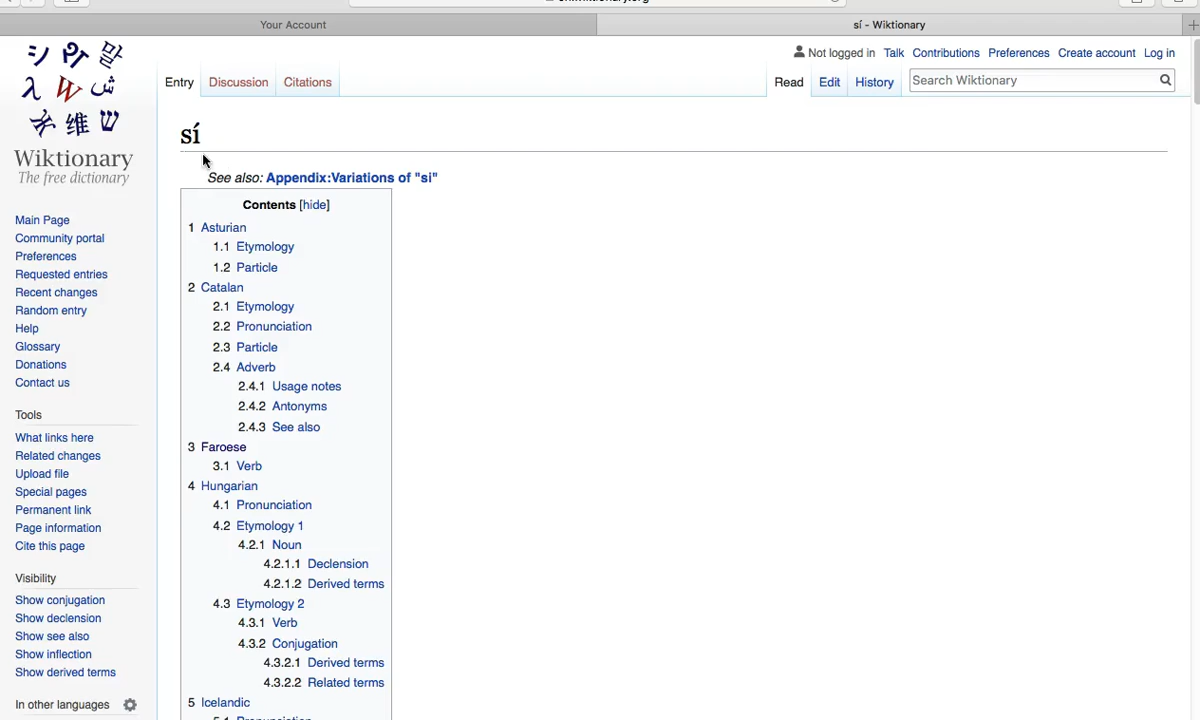 Your Account
sí - Wiktionary
Not logged in Talk Contributions Preferences Create account Log in
Entry Discussion Citations Read Edit History Search Wiktionary
sí
See also: Appendix:Variations of "si"
Contents [hide]
1 Asturian
1.1 Etymology
1.2 Particle
2 Catalan
2.1 Etymology
2.2 Pronunciation
2.3 Particle
2.4 Adverb
2.4.1 Usage notes
2.4.2 Antonyms
2.4.3 See also
3 Faroese
3.1 Verb
4 Hungarian
4.1 Pronunciation
4.2 Etymology 1
4.2.1 Noun
4.2.1.1 Declension
4.2.1.2 Derived terms
4.3 Etymology 2
4.3.1 Verb
4.3.2 Conjugation
4.3.2.1 Derived terms
4.3.2.2 Related terms
5 Icelandic
シ
λ W ش
维 ש
Wiktionary
The free dictionary
Main Page
Community portal
Preferences
Requested entries
Recent changes
Random entry
Help
Glossary
Donations
Contact us
Tools
What links here
Related changes
Upload file
Special pages
Permanent link
Page information
Cite this page
Visibility
Show conjugation
Show declension
Show see also
Show inflection
Show derived terms
In other languages